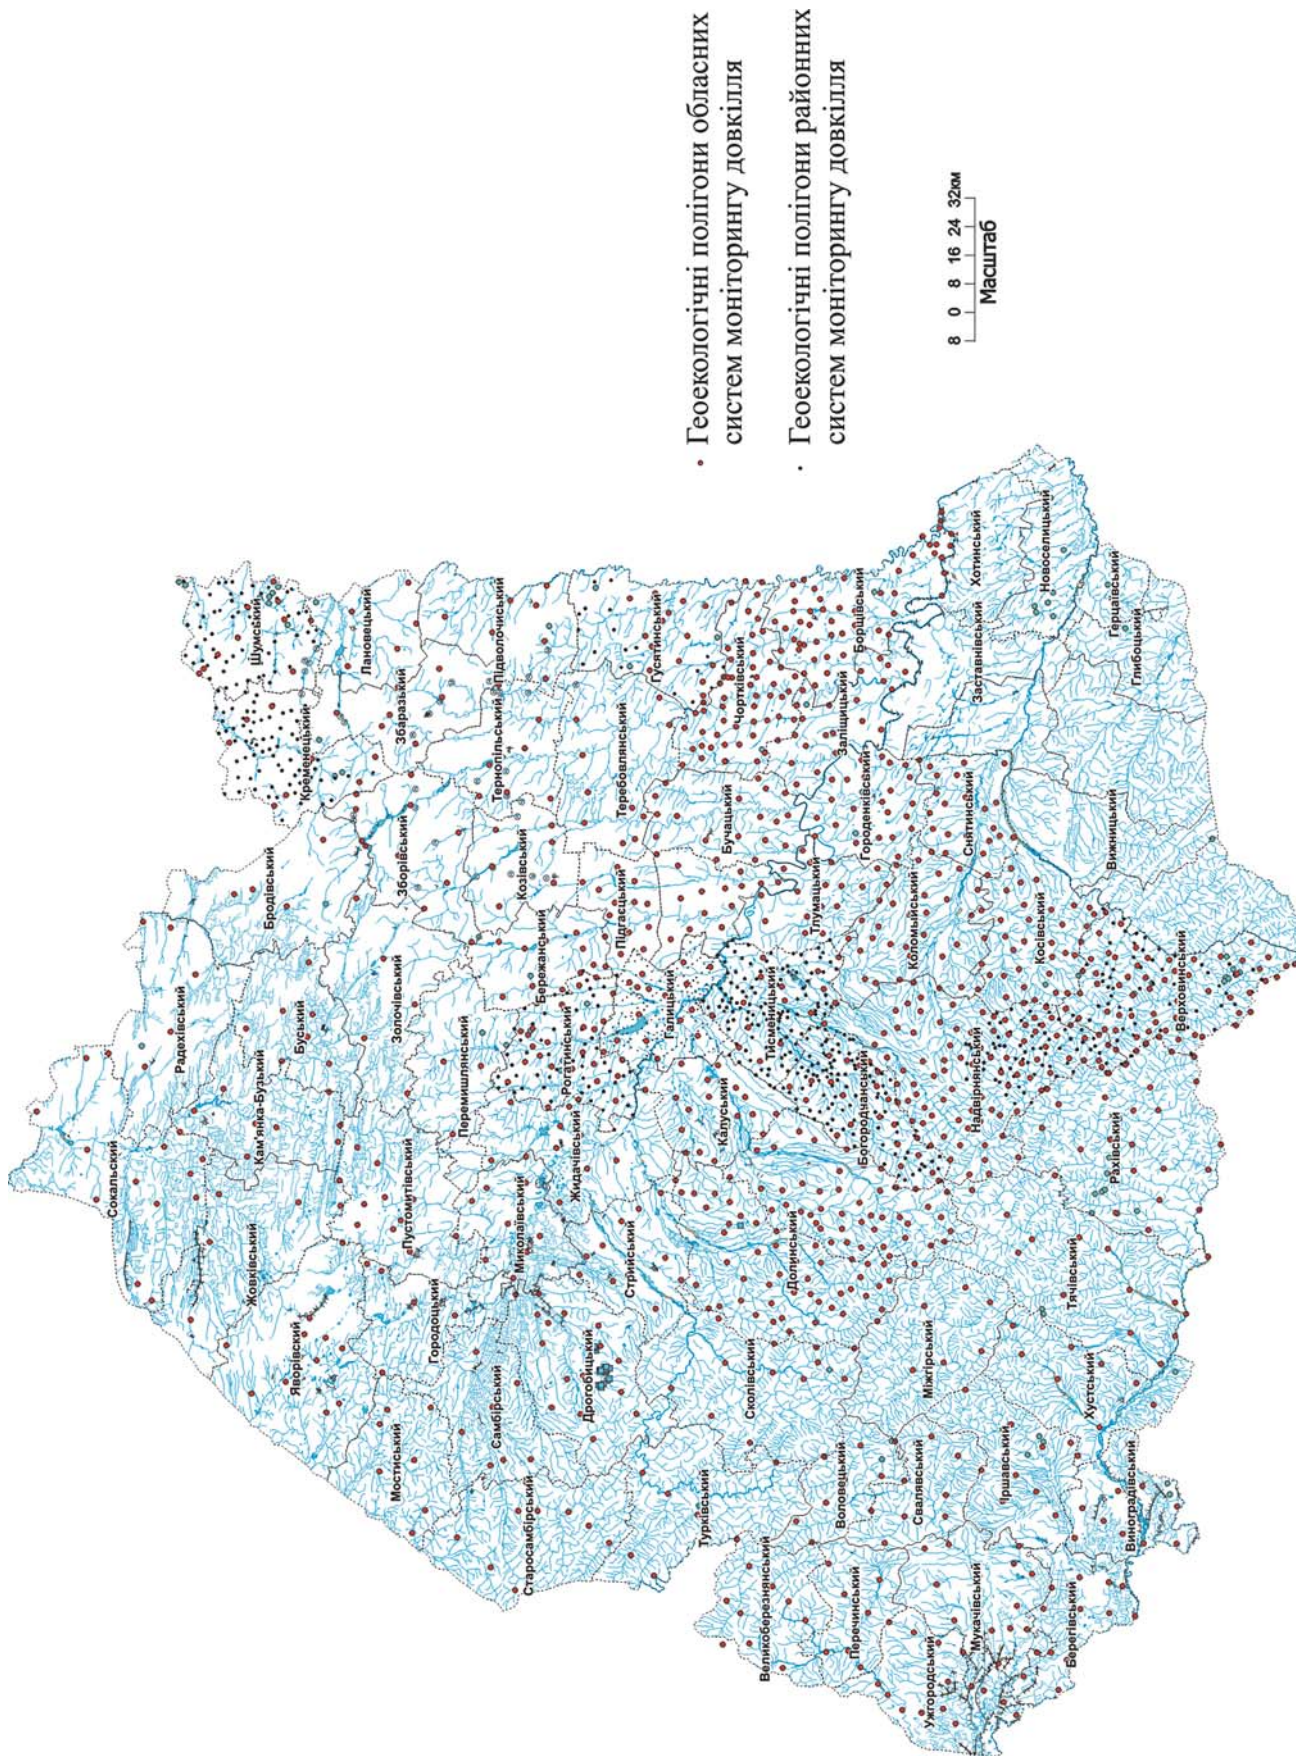 Сокальський
Радехівський
Жовківський
Кам'янка-Бузький
Буський
Бродівський
Шумський
Кременецький
Лановецький
Яворівский
Пустомитівський
Золочівський
Зборівський
Збаразький
Мостиський
Городоцький
Перемишлянський
Тернопільський
Підволочиський
Самбірський
Миколаївський
Бережанський
Козівський
Старосамбірський
Дрогобицький
Жидачівський
Рогатинський
Підгаєцький
Теребовлянський
Гусятинський
Стрийський
Галицький
Турківський
Сколівський
Калуський
Бучацький
Чортківський
Великоберезнянський
Долинський
Тисменицький
Тлумацький
Воловецький
Перечинський
Богородчанський
Городенківський
Заліщицький
Борщівський
Ужгородський
Свалявський
Міжгірський
Коломыйський
Мукачівський
Іршавський
Надвірнянський
Снятинський
Заставнівський
Хотинський
Берегівський
Хустський
Тячівський
Косівський
Новоселицький
Виноградівський
Рахівський
Вижницький
Герцаївський
Верховинський
Глибоцький
Геоекологічні полігони обласних
систем моніторингу довкілля
Геоекологічні полігони районних
систем моніторингу довкілля
8 0 8 16 24 32км
Масштаб